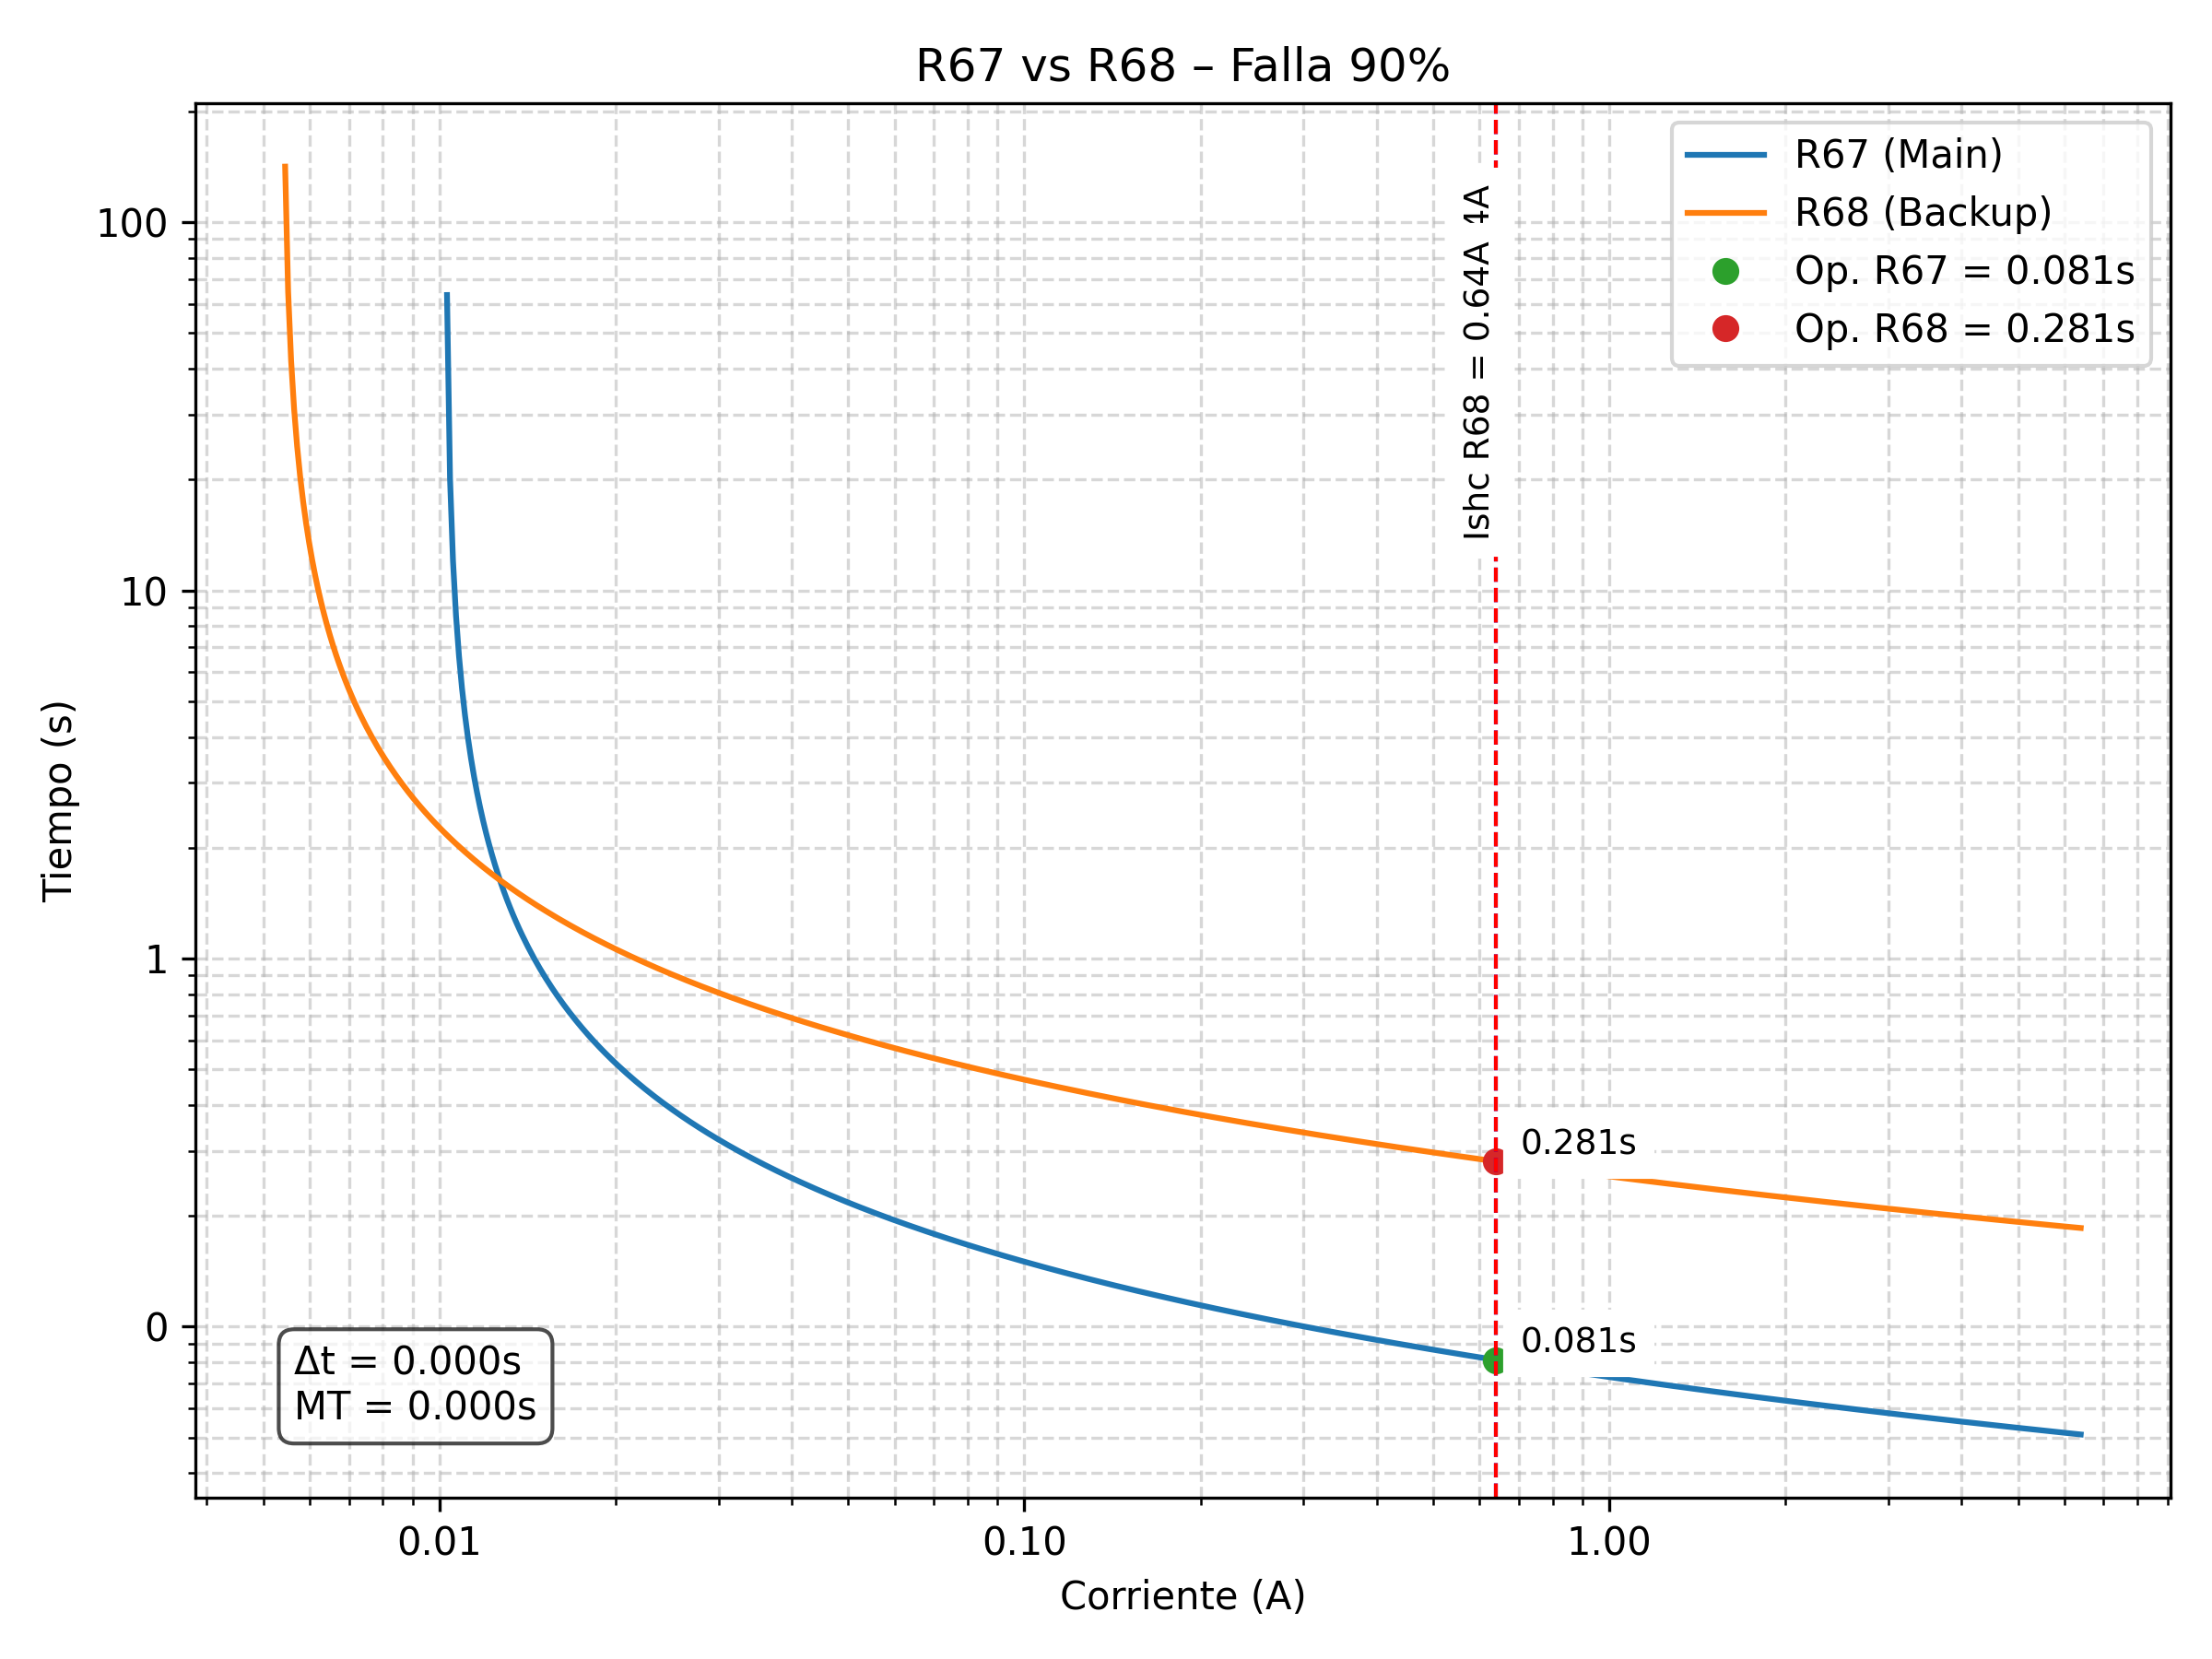 R67 vs R68 – Falla 90%
R67 (Main)
R68 (Backup)
Op. R67 = 0.081s
Op. R68 = 0.281s
Ishc R68 = 0.64A
4A
100
10
1
0
Tiempo (s)
0.281s
0.081s
Δt = 0.000s
MT = 0.000s
0.01
0.10
1.00
Corriente (A)